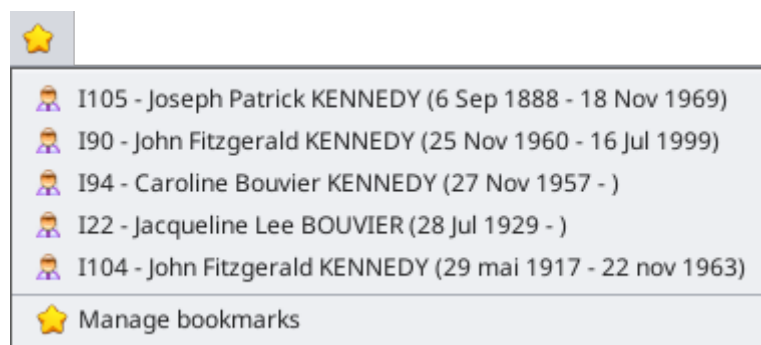 I105 - Joseph Patrick KENNEDY (6 Sep 1888 - 18 Nov 1969)
I90 - John Fitzgerald KENNEDY (25 Nov 1960 - 16 Jul 1999)
I94 - Caroline Bouvier KENNEDY (27 Nov 1957 - )
I22 - Jacqueline Lee BOUVIER (28 Jul 1929 - )
I104 - John Fitzgerald KENNEDY (29 mai 1917 - 22 nov 1963)
Manage bookmarks